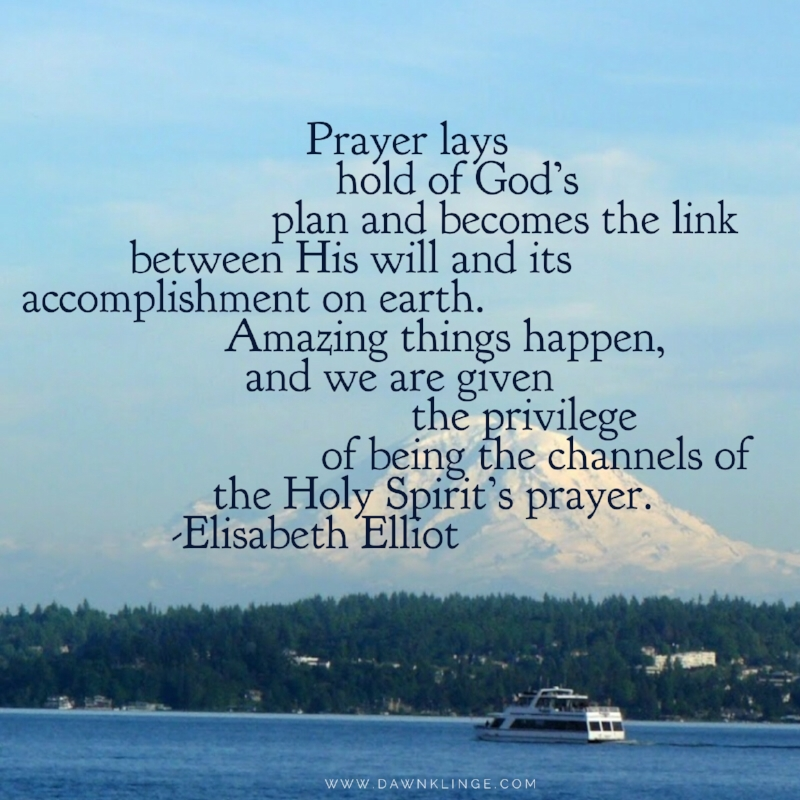 Prayer lays
hold of God's
plan and becomes the link
between His will and its
accomplishment on earth.
Amazing things happen,
and we are given
the privilege
of being the channels of
the Holy Spirit's prayer.
-Elisabeth Elliot
WWW.DAWNKLINGE.COM